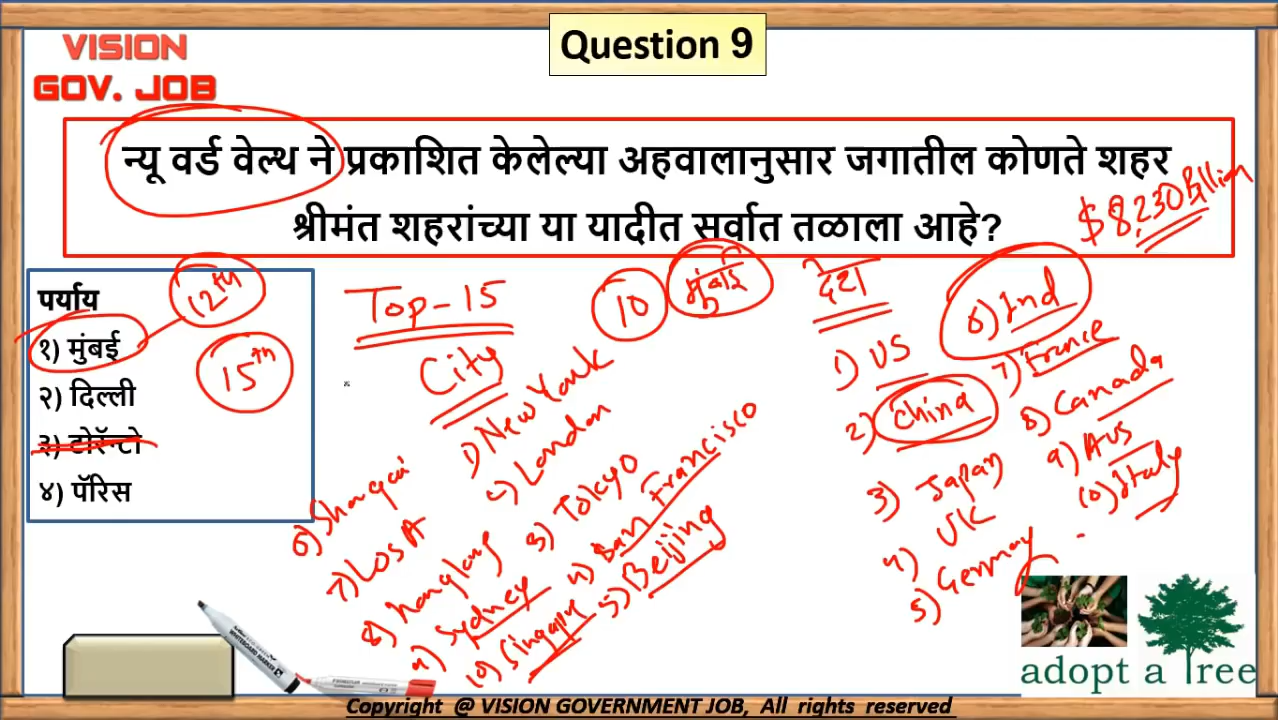 VISION
GOV. JOB
Question 9
न्यू वर्ड वेल्थ ने प्रकाशित केलेल्या अहवालानुसार जगातील कोणते शहर
श्रीमंत शहरांच्या या यादीत सर्वात तळाला आहे?
$8,230 Billion
पर्याय
१) मुंबई
२) दिल्ली
३) टोरॅन्टो
४) पॅरिस
12th
15th
Top-15
City
1) New York
2) London
3) Tokyo
4) San Francisco
5) Beijing
6) Shangai
7) LOS A
8)
9) Sydney
10) Singapur
10
मुंबई
देश
1) US
2) China
3) Japan
4) UK
5) Germany
6) Ind
7) France
8) Canada
9) AUS
10) Italy
WHITEBOARD MARKER
adopt a Tree
Copyright @ VISION GOVERNMENT JOB, All rights reserved